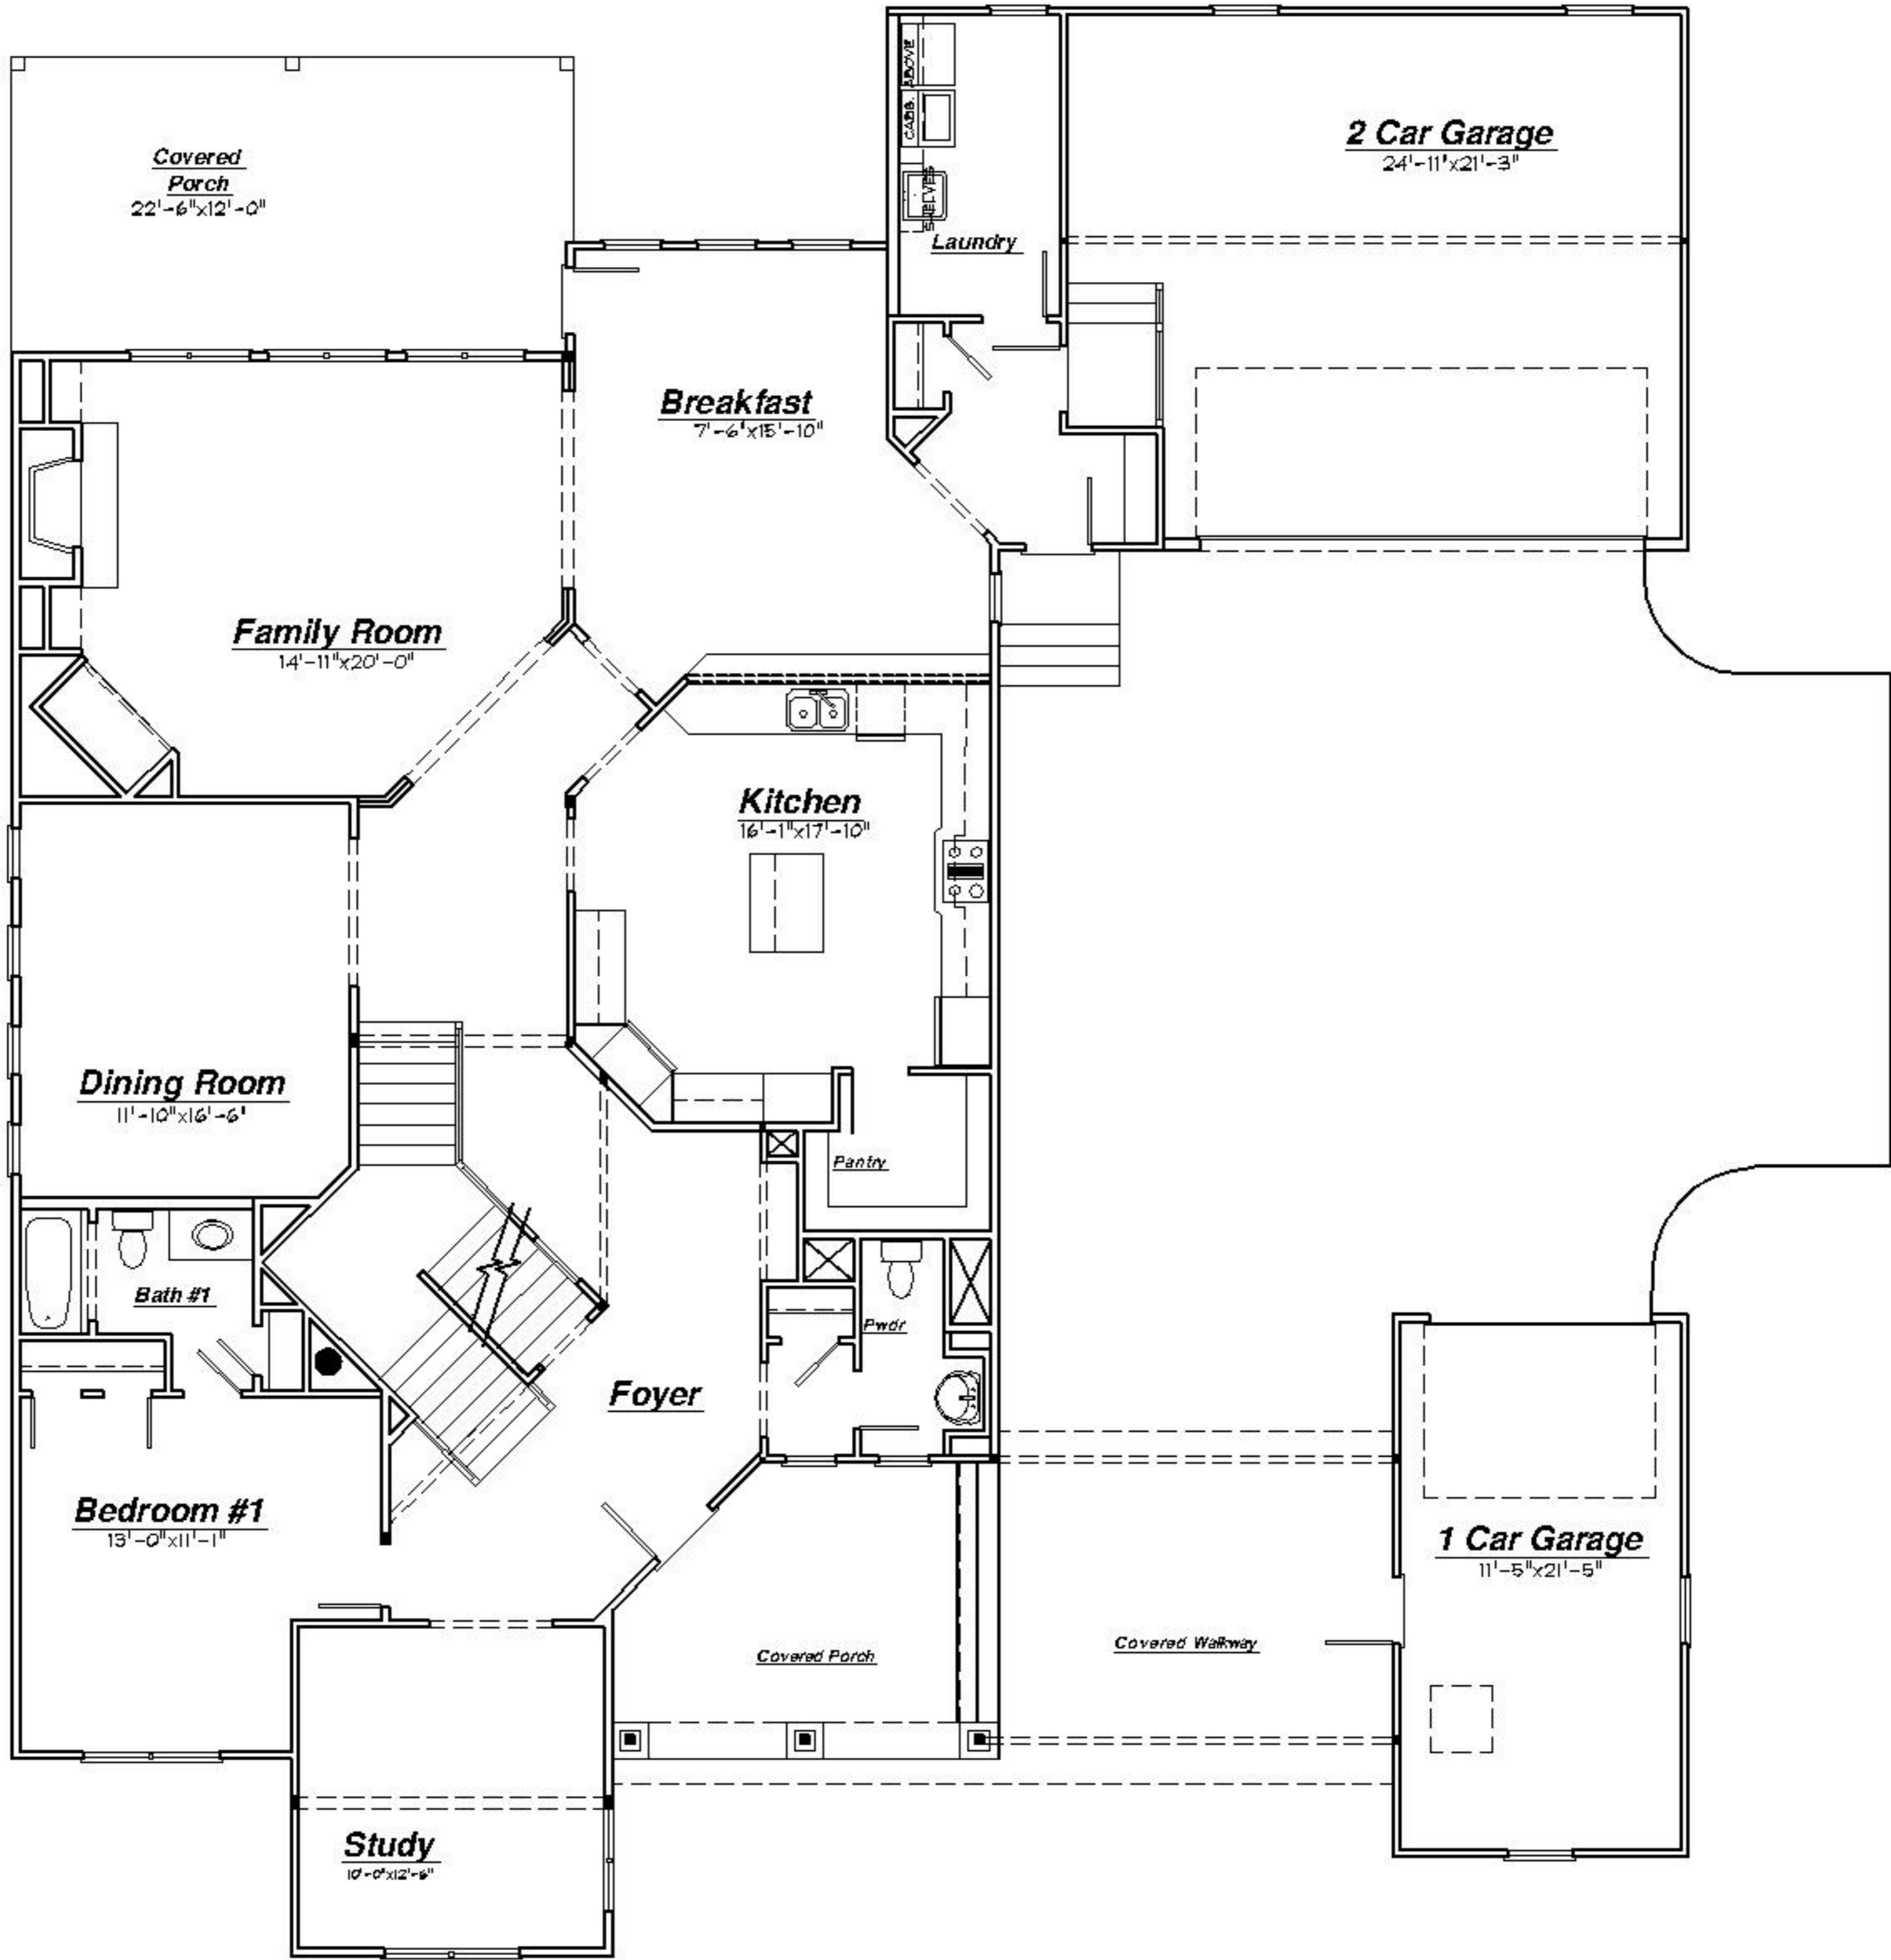 2 Car Garage
24'-11"x21'-3"
CABS. ABOVE
SHELVES
Laundry
Covered
Porch
22'-6"x12'-0"
Breakfast
7'-6"x15'-10"
Family Room
14'-11"x20'-0"
Kitchen
16'-1"x17'-10"
Dining Room
11'-10"x16'-6"
Pantry
Bath #1
Pwdr
Foyer
Bedroom #1
13'-0"x11'-1"
1 Car Garage
11'-5"x21'-5"
Covered Porch
Covered Walkway
Study
10'-0"x12'-6"